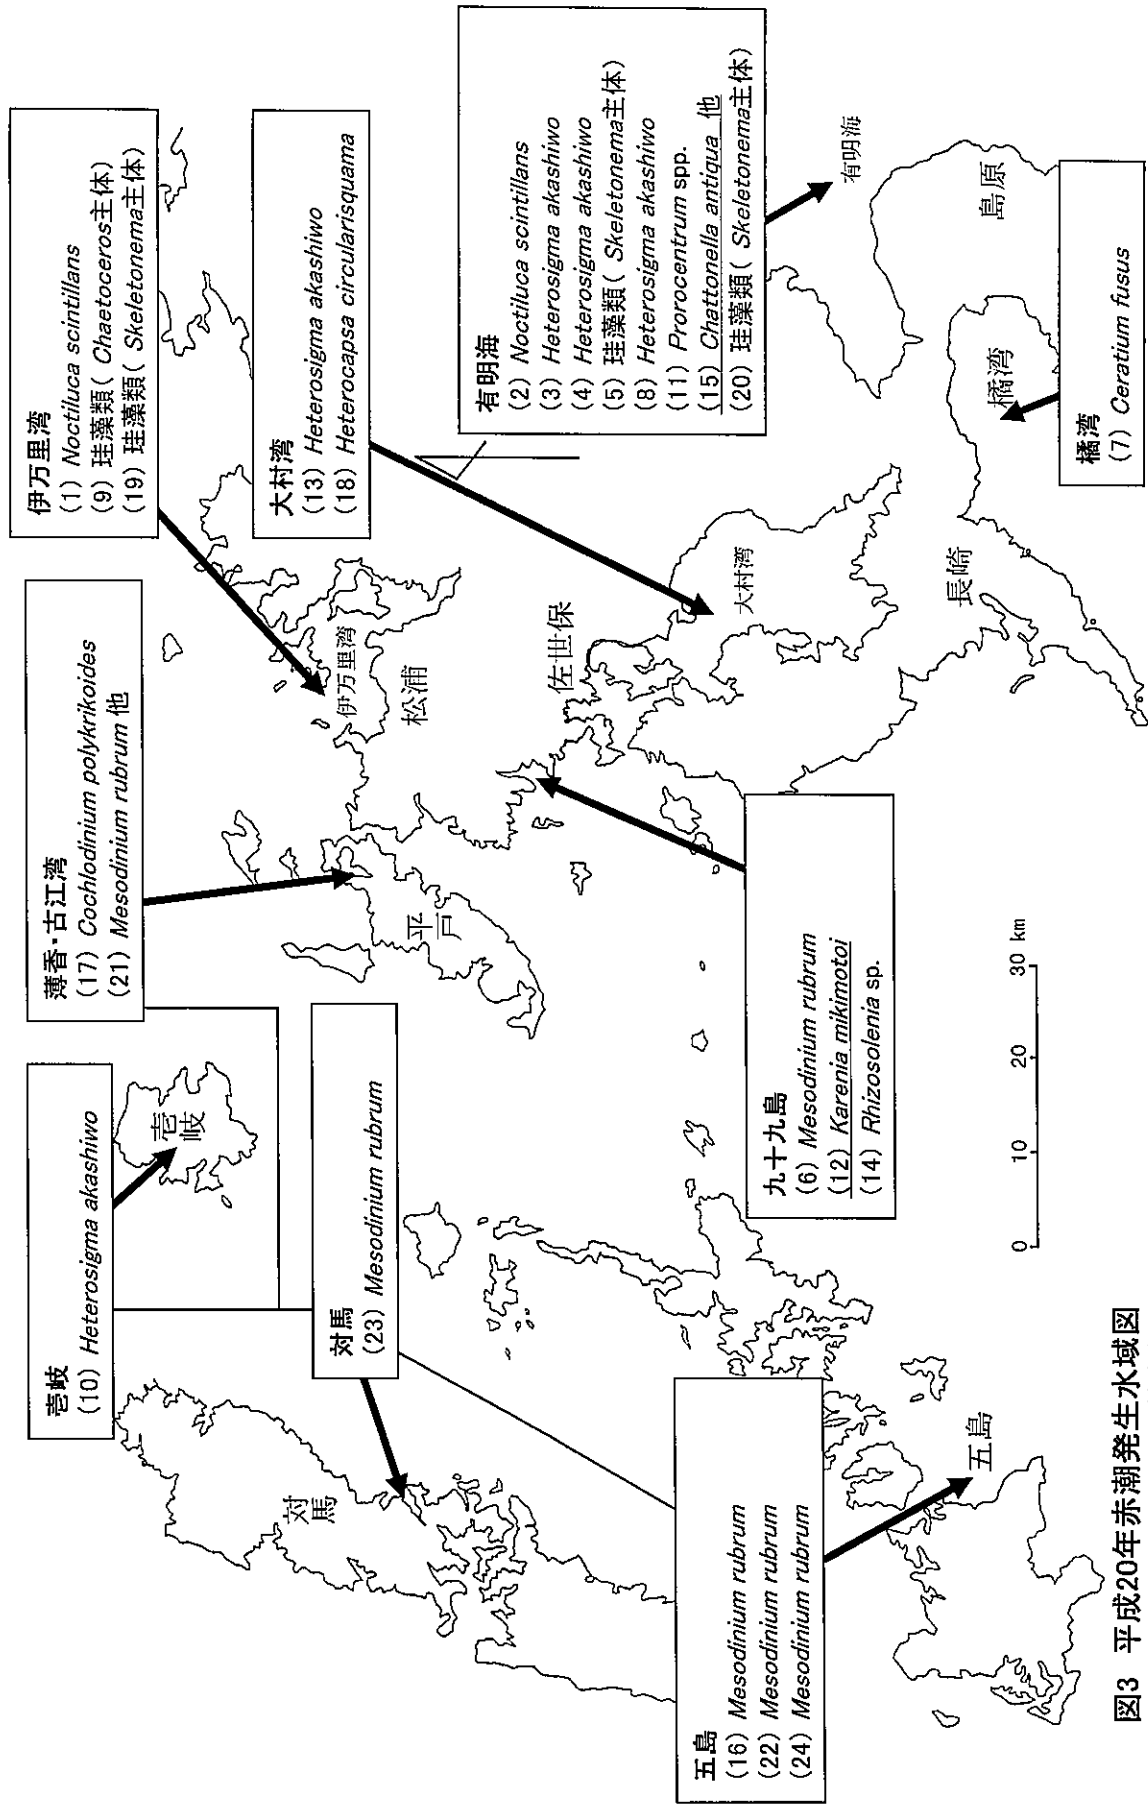 壱岐
(10) Heterosigma akashiwo
薄香・古江湾
(17) Cochlodinium polykrikoides
(21) Mesodinium rubrum 他
伊万里湾
(1) Noctiluca scintillans
(9) 珪藻類( Chaetoceros主体)
(19) 珪藻類( Skeletonema主体)
大村湾
(13) Heterosigma akashiwo
(18) Heterocapsa circularisquama
対馬
(23) Mesodinium rubrum
有明海
(2) Noctiluca scintillans
(3) Heterosigma akashiwo
(4) Heterosigma akashiwo
(5) 珪藻類( Skeletonema主体)
(8) Heterosigma akashiwo
(11) Prorocentrum sp.
(15) Chattonella antiqua 他
(20) 珪藻類( Skeletonema主体)
五島
(16) Mesodinium rubrum
(22) Mesodinium rubrum
(24) Mesodinium rubrum
九十九島
(6) Mesodinium rubrum
(12) Karenia mikimotoi
(14) Rhizosolenia sp.
橘湾
(7) Ceratium fusus
対馬
壱岐
平戸
伊万里湾
松浦
佐世保
大村湾
有明海
島原
橘湾
長崎
五島
0 10 20 30 km
図3 平成20年赤潮発生水域図